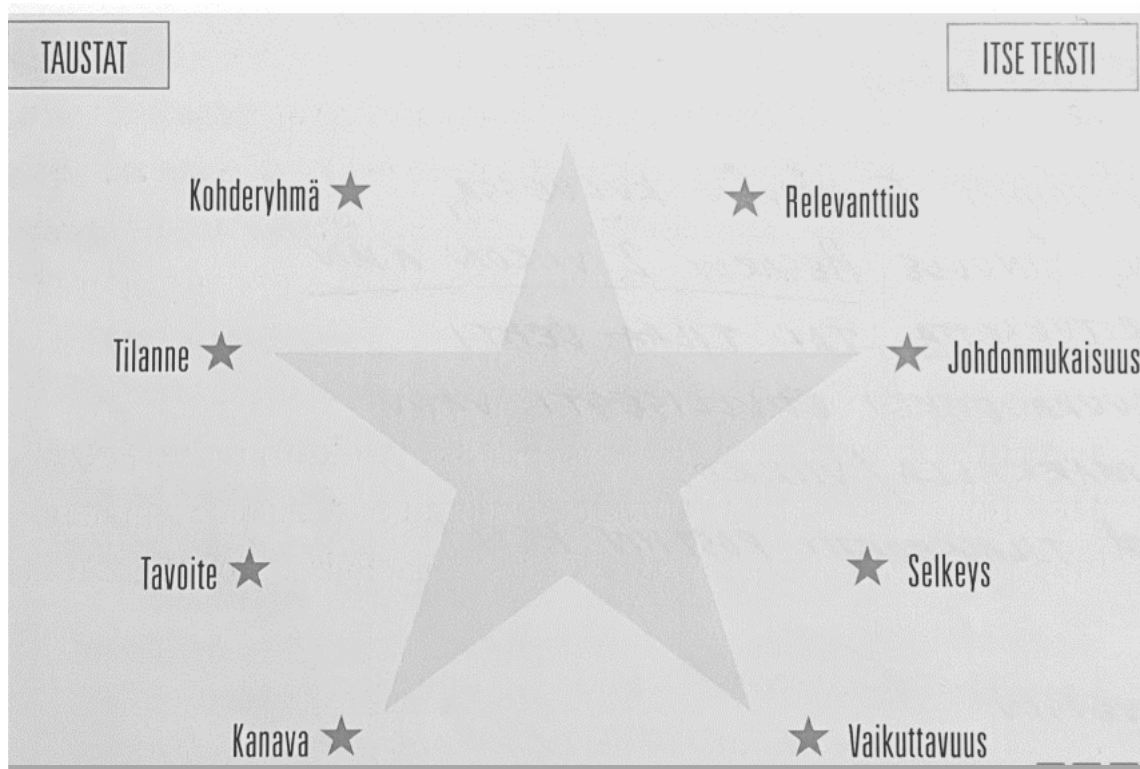 TAUSTAT
ITSE TEKSTI
Kohderyhmä
Relevanttius
Tilanne
Johdonmukaisuus
Tavoite
Selkeys
Kanava
Vaikuttavuus